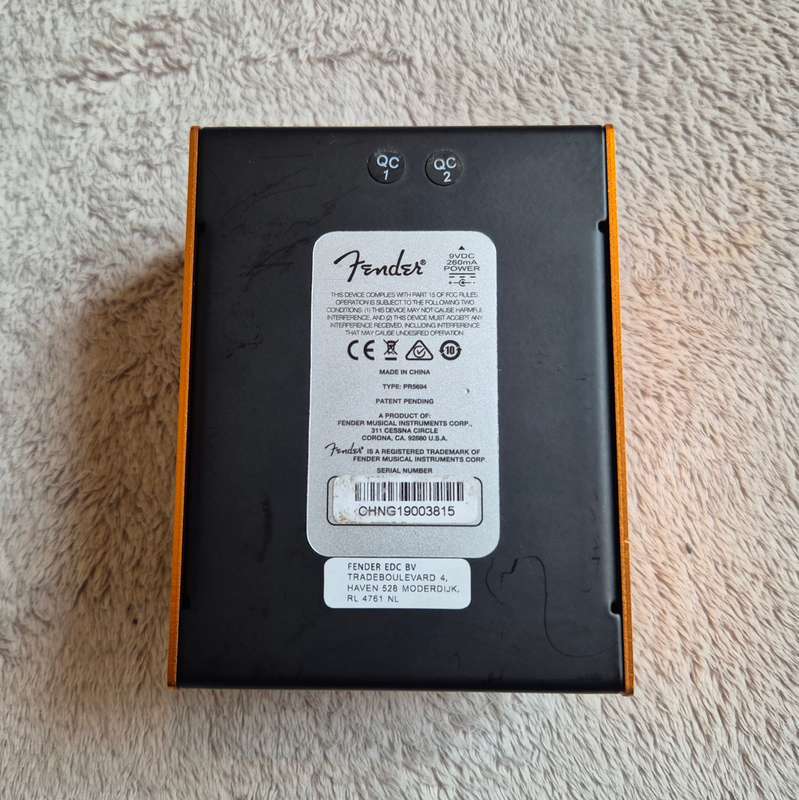 QC
1
QC
2
Fender®
9VDC
260mA
POWER
THIS DEVICE COMPLIES WITH PART 15 OF FCC RULES.
OPERATION IS SUBJECT TO THE FOLLOWING TWO
CONDITIONS: (1) THIS DEVICE MAY NOT CAUSE HARMFUL
INTERFERENCE, AND (2) THIS DEVICE MUST ACCEPT ANY
INTERFERENCE RECEIVED, INCLUDING INTERFERENCE
THAT MAY CAUSE UNDESIRED OPERATION.
CE
10
MADE IN CHINA
TYPE: PR5694
PATENT PENDING
A PRODUCT OF:
FENDER MUSICAL INSTRUMENTS CORP.,
311 CESSNA CIRCLE
CORONA, CA. 92880 U.S.A.
Fender® IS A REGISTERED TRADEMARK OF
FENDER MUSICAL INSTRUMENTS CORP
SERIAL NUMBER
CHNG19003815
FENDER EDC BV
TRADEBOULEVARD 4,
HAVEN 528 MODERDIJK,
RL 4761 NL